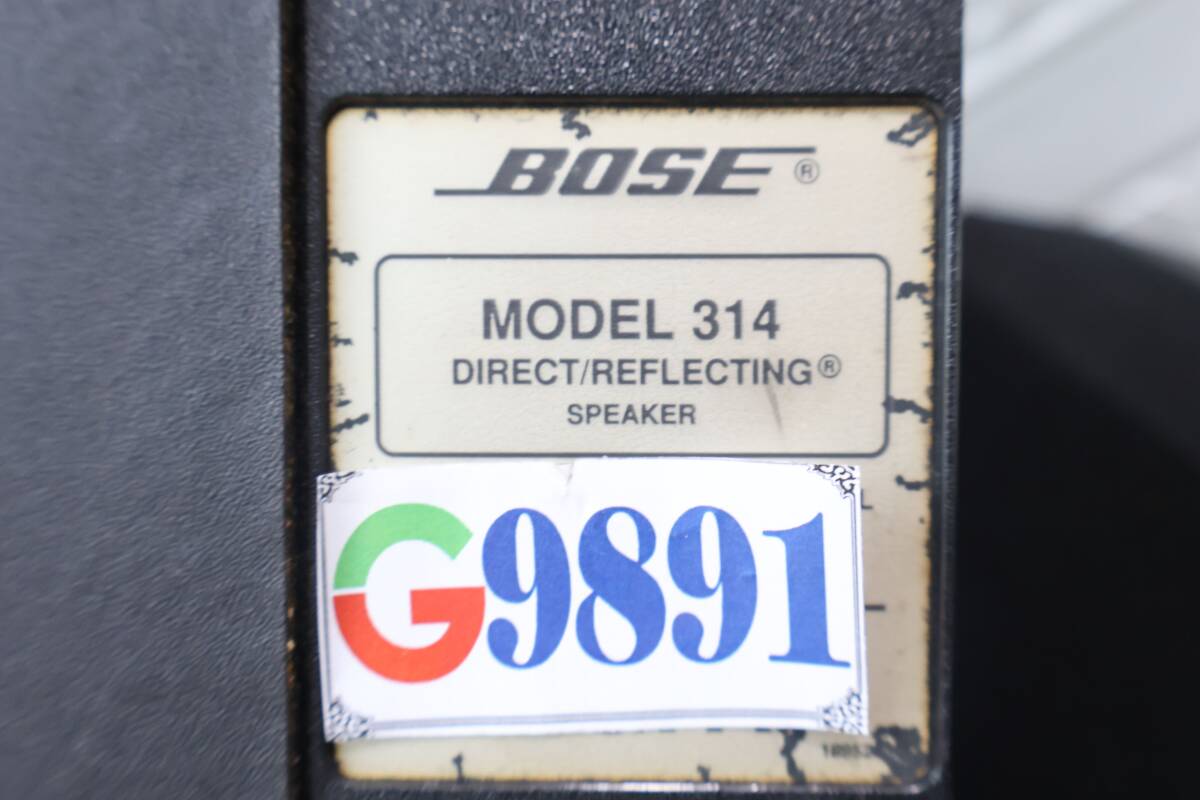 BOSE®
MODEL 314
DIRECT/REFLECTING®
SPEAKER
G9891